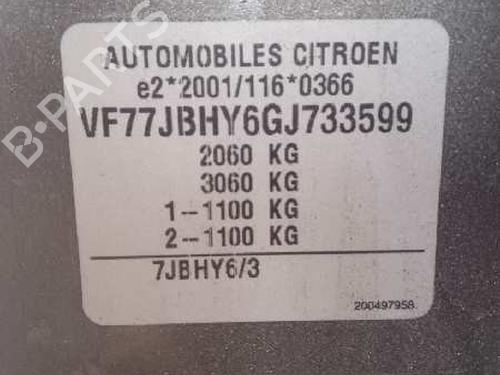 B-PARTS
AUTOMOBILES CITROEN
e2*2001/116*0366
VF77JBHY6GJ733599
2060 KG
3060 KG
1--1100 KG
2--1100 KG
7JBHY6/3
200497958